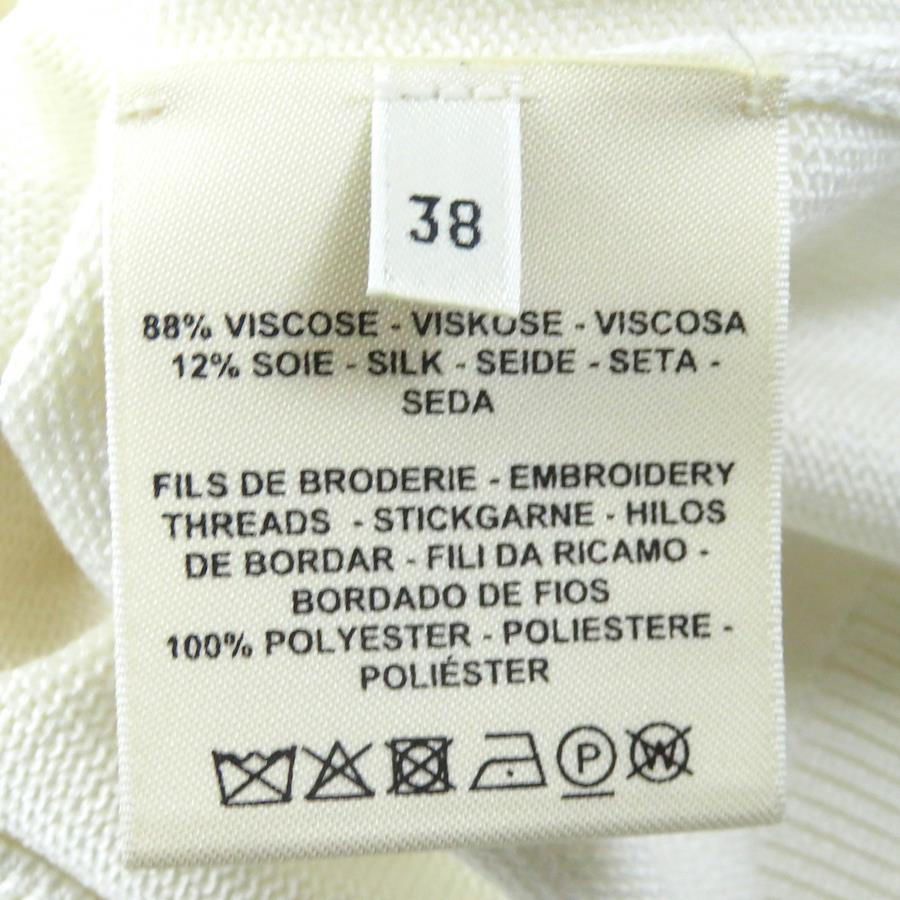 38
88% VISCOSE - VISKOSE - VISCOSA
12% SOIE - SILK - SEIDE - SETA -
SEDA
FILS DE BRODERIE - EMBROIDERY
THREADS - STICKGARNE - HILOS
DE BORDAR - FILI DA RICAMO -
BORDADO DE FIOS
100% POLYESTER - POLIESTERE -
POLIÉSTER
P W